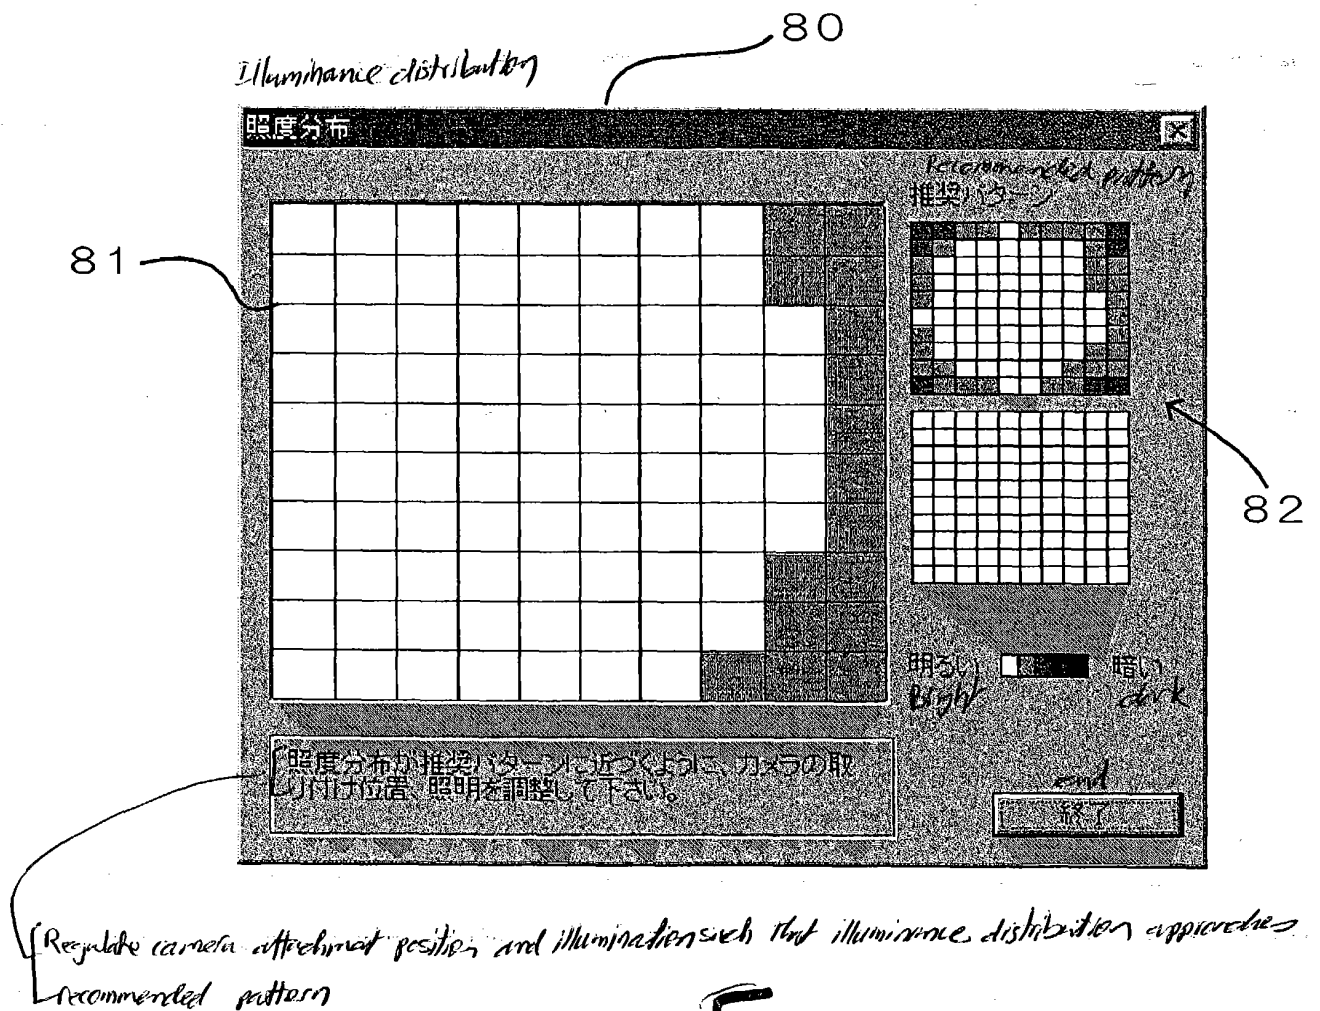 80
Illuminance distribution
照度分布
recommended pattern
推奨パターン
81
82
明るい 暗い
Bright dark
照度分布が推奨パターンに近づくように、カメラの取
り付け位置、照明を調整して下さい。
end
終了
Regulate camera attachment position and illumination such that illuminance distribution approaches
recommended pattern